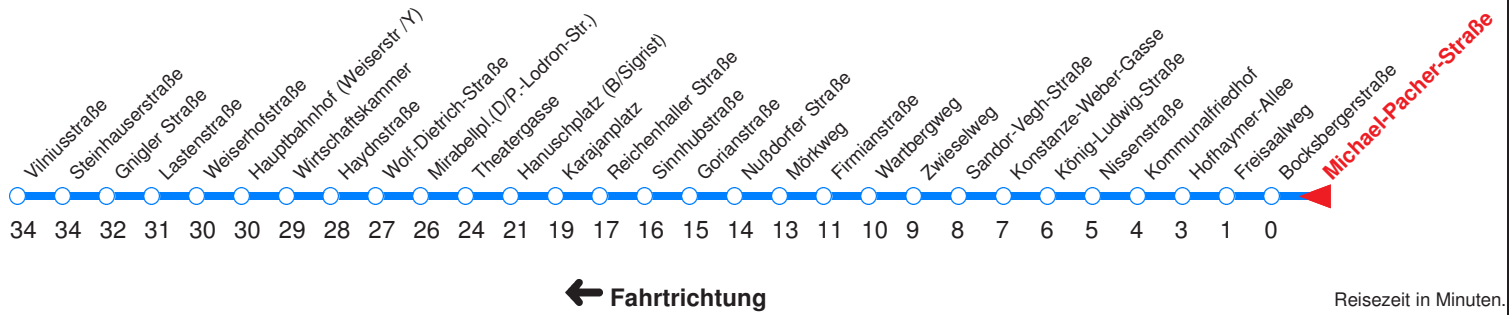 Vilniusstraße
Steinhauserstraße
Gnigler Straße
Lastenstraße
Weiserhofstraße
Hauptbahnhof (Weiserstr /Y)
Wirtschaftskammer
Haydnstraße
Wolf-Dietrich-Straße
Mirabellpl.(D/P.-Lodron-Str.)
Theatergasse
Hanuschplatz (B/Sigrist)
Karajanplatz
Reichenhaller Straße
Sinnhubstraße
Gorianstraße
Nußdorfer Straße
Mörkweg
Firmianstraße
Wartbergweg
Zwieselweg
Sandor-Vegh-Straße
Konstanze-Weber-Gasse
König-Ludwig-Straße
Nissenstraße
Kommunalfriedhof
Hofhaymer-Allee
Freisaalweg
Bocksbergerstraße
Michael-Pacher-Straße
34 34 32 31 30 30 29 28 27 26 24 21 19 17 16 15 14 13 11 10 9 8 7 6 5 4 3 1 0
Fahrtrichtung
Reisezeit in Minuten.